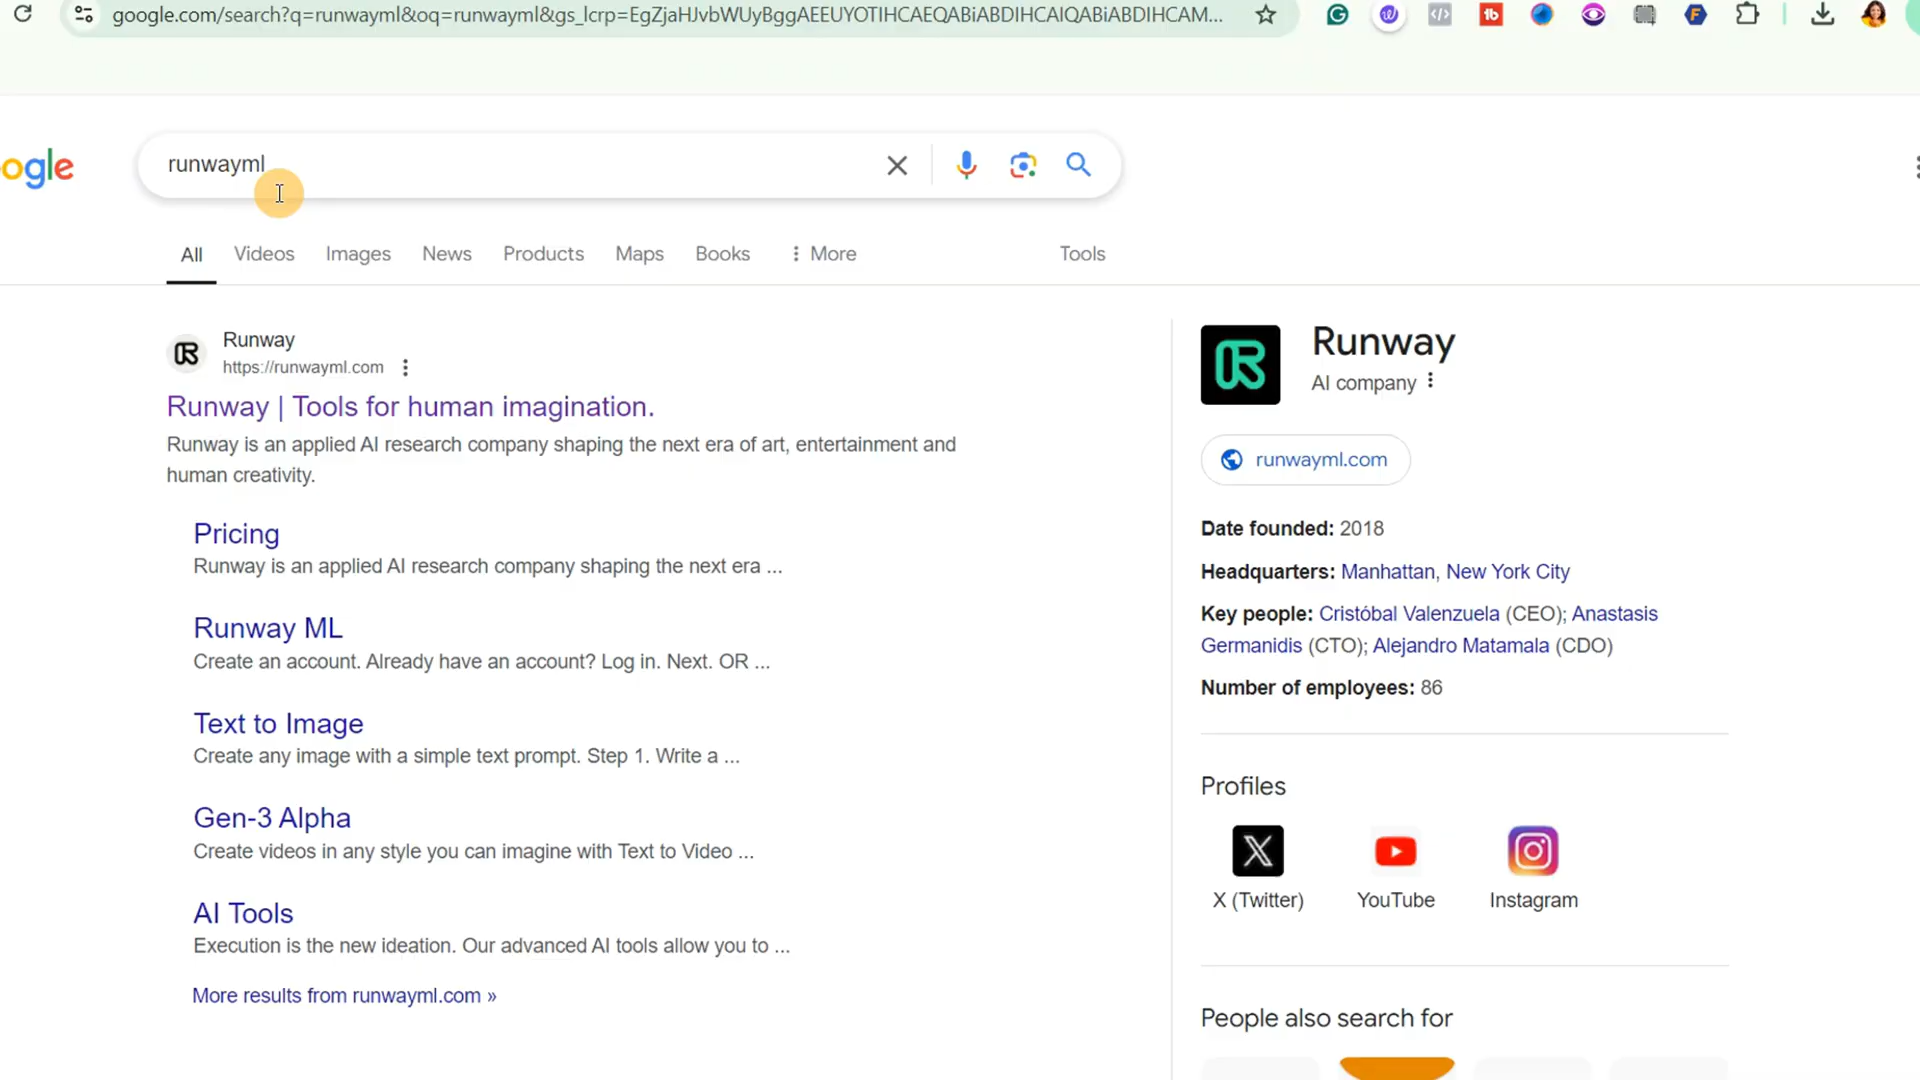 google.com/search?q=runwayml&oq=runwayml&gs_lcrp=EgZjaHJvbWUyBggAEEUYOTIHCAEQABiABDIHCAIQABiABDIHCAM...
ogle
runwayml
All
Videos
Images
News
Products
Maps
Books
More
Tools
Runway
https://runwayml.com
Runway | Tools for human imagination.
Runway is an applied AI research company shaping the next era of art, entertainment and
human creativity.
Pricing
Runway is an applied AI research company shaping the next era ...
Runway ML
Create an account. Already have an account? Log in. Next. OR ...
Text to Image
Create any image with a simple text prompt. Step 1. Write a ...
Gen-3 Alpha
Create videos in any style you can imagine with Text to Video ...
AI Tools
Execution is the new ideation. Our advanced AI tools allow you to ...
More results from runwayml.com »
Runway
AI company
runwayml.com
Date founded: 2018
Headquarters: Manhattan, New York City
Key people: Cristóbal Valenzuela (CEO); Anastasis
Germanidis (CTO); Alejandro Matamala (CDO)
Number of employees: 86
Profiles
X (Twitter)
YouTube
Instagram
People also search for